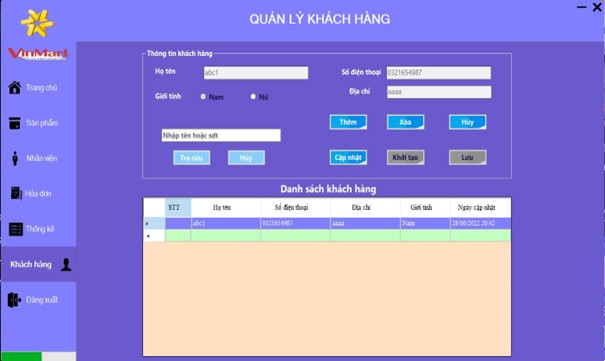 QUẢN LÝ KHÁCH HÀNG
VinMart
Trang chủ
Sản phẩm
Nhân viên
Hóa đơn
Thống kê
Khách hàng
Đăng xuất
Thông tin khách hàng
Họ tên abc1 Số điện thoại 0321654987
Giới tính Nam Nữ Địa chỉ aaaa
Thêm Xóa Hủy
Nhập tên hoặc sdt
Tra cứu Hủy Cập nhật Khởi tạo Lưu
Danh sách khách hàng
STT Họ tên Số điện thoại Địa chỉ Giới tính Ngày cập nhật
abc1 0321654987 aaaa Nam 28/06/2022 20:42